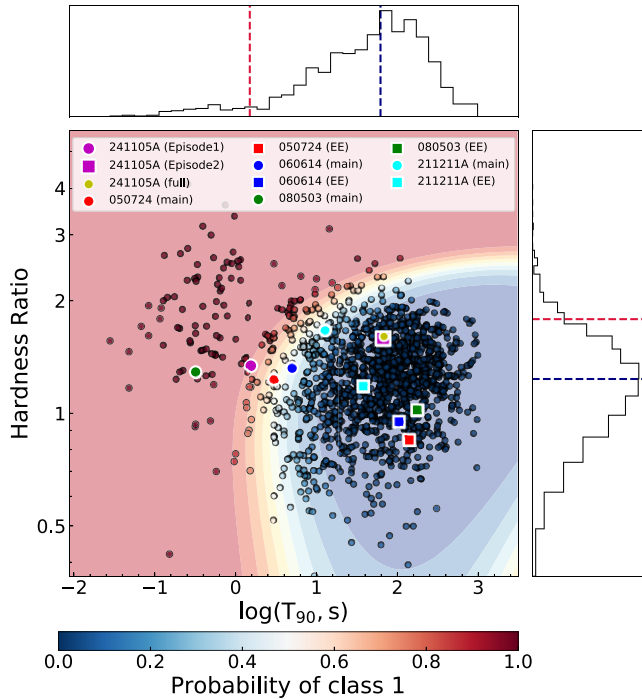 241105A (Episode1)
241105A (Episode2)
241105A (full)
050724 (main)
050724 (EE)
060614 (main)
060614 (EE)
080503 (main)
080503 (EE)
211211A (main)
211211A (EE)
4
3
2
1
0.5
Hardness Ratio
−2 −1 0 1 2 3
log(T90, s)
0.0 0.2 0.4 0.6 0.8 1.0
Probability of class 1